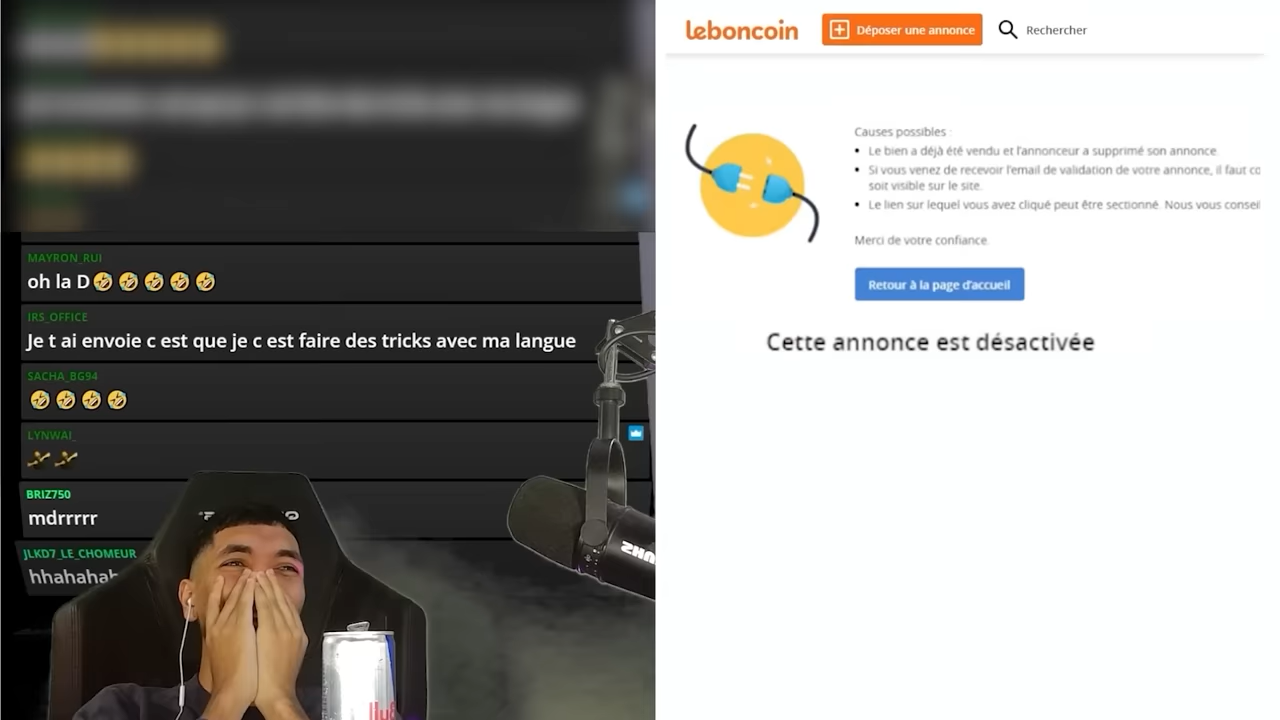 MAYRON_RUI
oh la D🤣🤣🤣🤣🤣
IRS_OFFICE
Je t ai envoie c est que je c est faire des tricks avec ma langue
SACHA_BG94
🤣🤣🤣🤣
LYNWAI_
BRIZ750
mdrrrrr
JLKD7_LE_CHOMEUR
hhahahah
leboncoin
Déposer une annonce
Rechercher
Causes possibles :
Le bien a déjà été vendu et l'annonceur a supprimé son annonce.
Si vous venez de recevoir l'email de validation de votre annonce, il faut co
soit visible sur le site.
Le lien sur lequel vous avez cliqué peut être sectionné. Nous vous conseil
Merci de votre confiance.
Retour à la page d'accueil
Cette annonce est désactivée